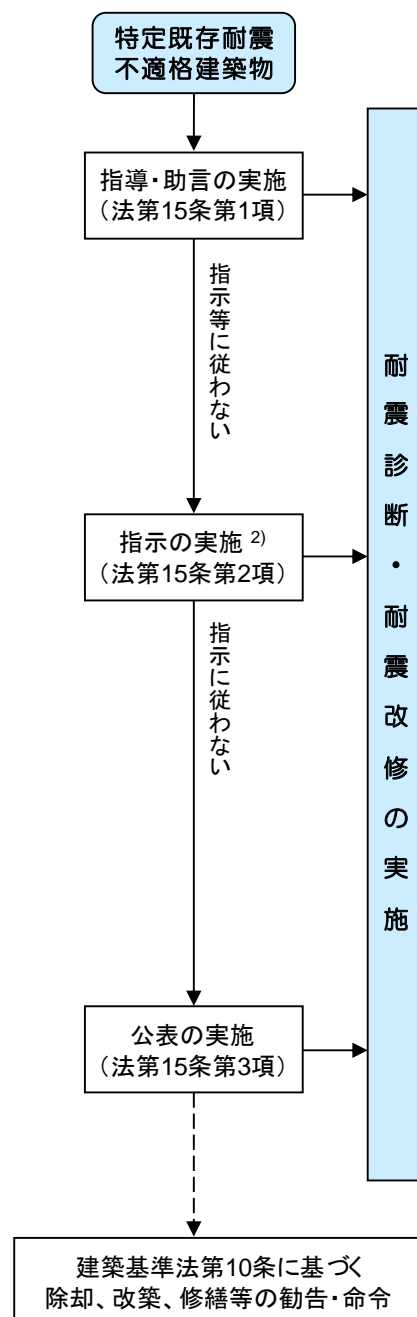 特定既存耐震
不適格建築物
指導・助言の実施
（法第15条第1項）
指示等に従わない
指示の実施 2)
（法第15条第2項）
指示に従わない
公表の実施
（法第15条第3項）
建築基準法第10条に基づく
除却、改築、修繕等の勧告・命令
耐震診断・耐震改修の実施